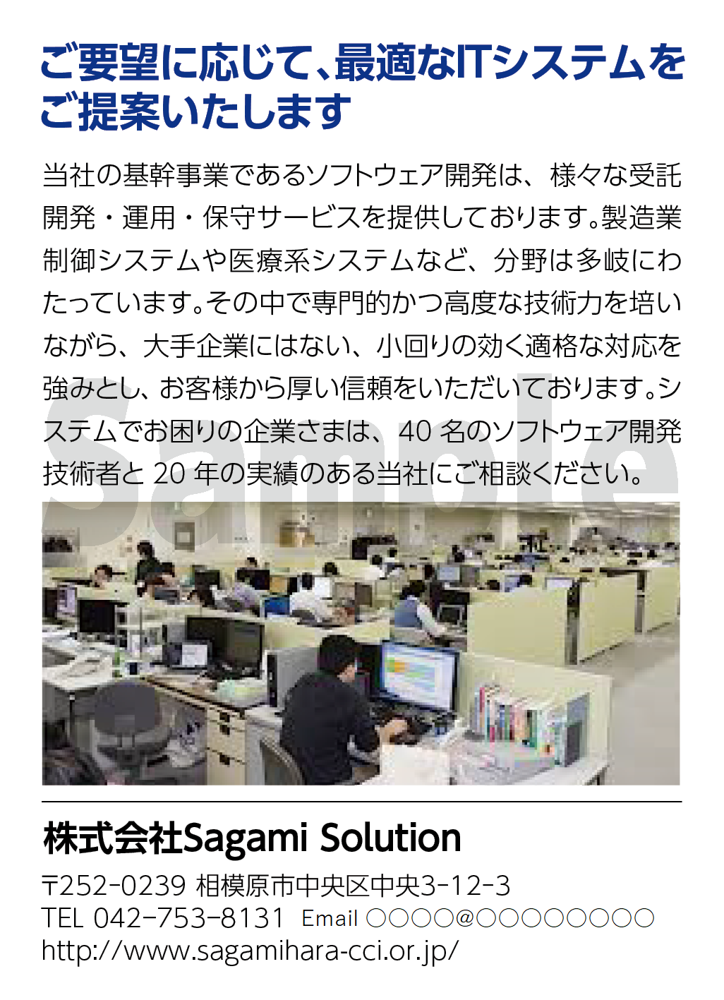 ご要望に応じて、最適なITシステムを
ご提案いたします
当社の基幹事業であるソフトウェア開発は、様々な受託
開発・運用・保守サービスを提供しております。製造業
制御システムや医療系システムなど、分野は多岐にわ
たっています。その中で専門的かつ高度な技術力を培い
ながら、大手企業にはない、小回りの効く適格な対応を
強みとし、お客様から厚い信頼をいただいております。シ
ステムでお困りの企業さまは、40 名のソフトウェア開発
技術者と 20 年の実績のある当社にご相談ください。
Sample
株式会社Sagami Solution
〒252-0239 相模原市中央区中央3-12-3
TEL 042-753-8131 Email ○○○○@○○○○○○○○
http://www.sagamihara-cci.or.jp/